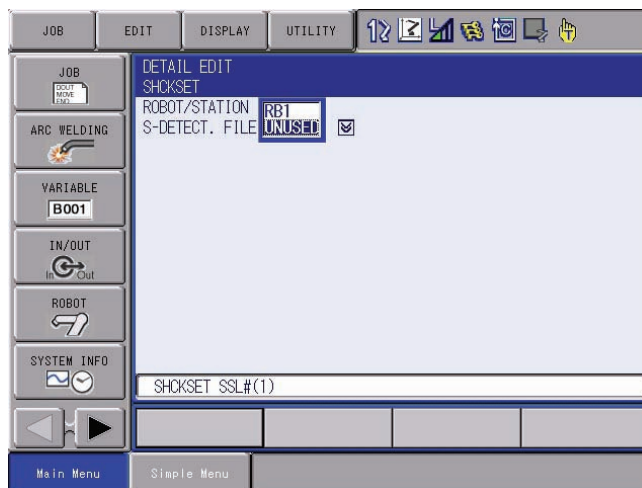 JOB EDIT DISPLAY UTILITY
JOB
DOUT
MOVE
END
ARC WELDING
VARIABLE
B001
IN/OUT
In Out
ROBOT
SYSTEM INFO
DETAIL EDIT
SHCKSET
ROBOT/STATION RB1
S-DETECT. FILE UNUSED
SHCKSET SSL#(1)
Main Menu Simple Menu